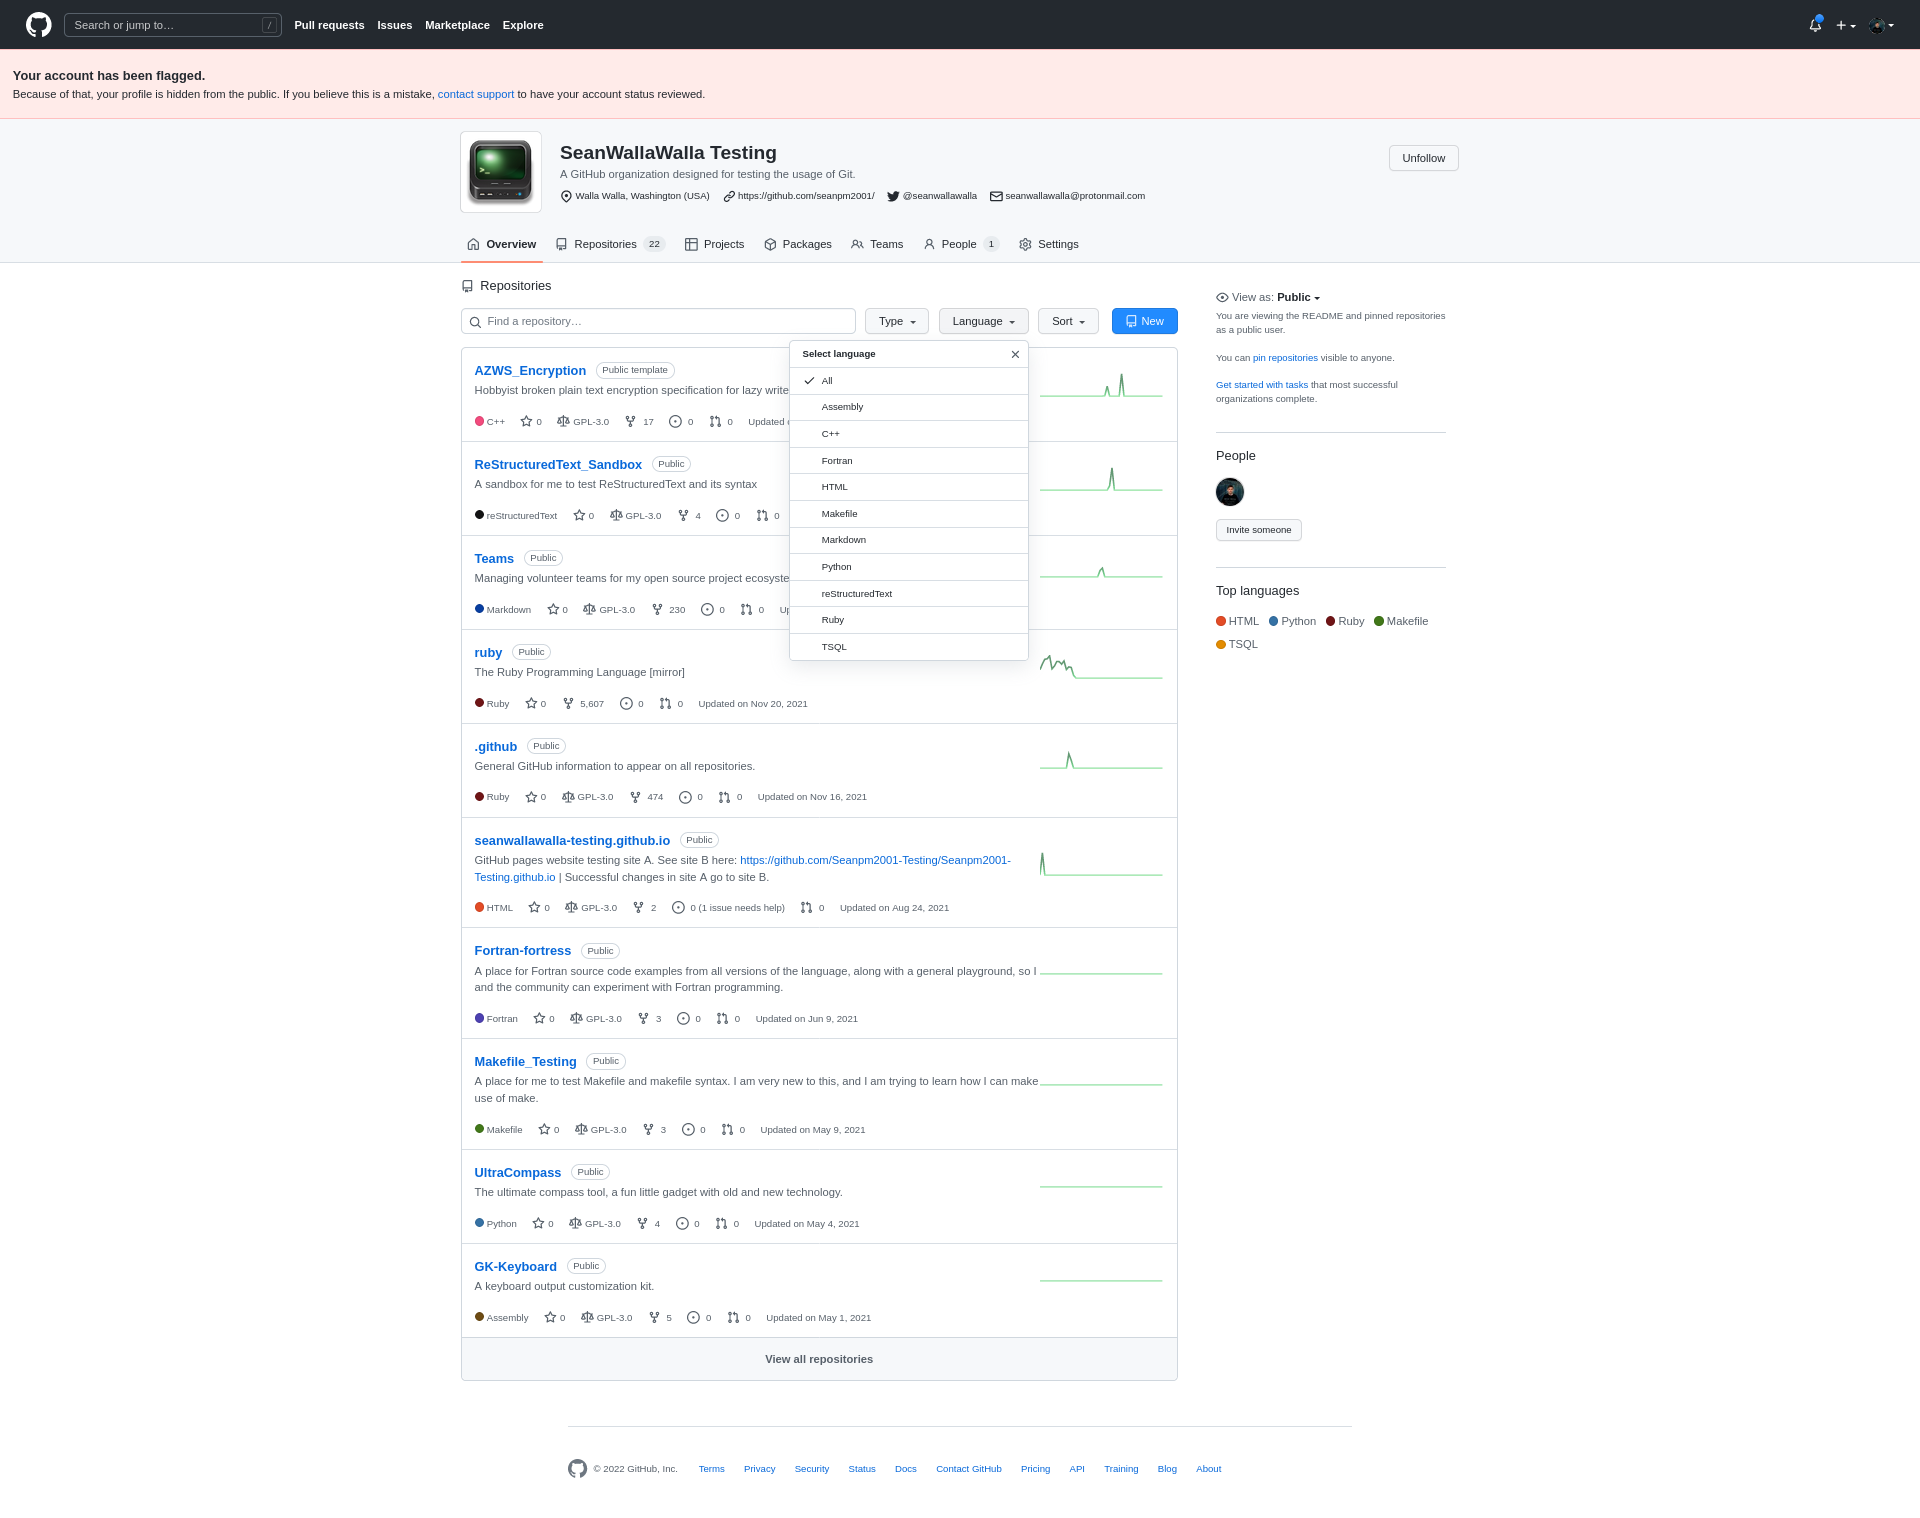 Search or jump to… /
Pull requests Issues Marketplace Explore
Your account has been flagged.
Because of that, your profile is hidden from the public. If you believe this is a mistake, contact support to have your account status reviewed.
SeanWallaWalla Testing
Unfollow
A GitHub organization designed for testing the usage of Git.
Walla Walla, Washington (USA) https://github.com/seanpm2001/ @seanwallawalla seanwallawalla@protonmail.com
Overview Repositories 22 Projects Packages Teams People 1 Settings
Repositories
Find a repository… Type Language Sort New
Select language
All
Assembly
C++
Fortran
HTML
Makefile
Markdown
Python
reStructuredText
Ruby
TSQL
AZWS_Encryption Public template
Hobbyist broken plain text encryption specification for lazy write
C++ 0 GPL-3.0 17 0 0 Updated
ReStructuredText_Sandbox Public
A sandbox for me to test ReStructuredText and its syntax
reStructuredText 0 GPL-3.0 4 0 0
Teams Public
Managing volunteer teams for my open source project ecosyste
Markdown 0 GPL-3.0 230 0 0 Up
ruby Public
The Ruby Programming Language [mirror]
Ruby 0 5,607 0 0 Updated on Nov 20, 2021
.github Public
General GitHub information to appear on all repositories.
Ruby 0 GPL-3.0 474 0 0 Updated on Nov 16, 2021
seanwallawalla-testing.github.io Public
GitHub pages website testing site A. See site B here: https://github.com/Seanpm2001-Testing/Seanpm2001-
Testing.github.io | Successful changes in site A go to site B.
HTML 0 GPL-3.0 2 0 (1 issue needs help) 0 Updated on Aug 24, 2021
Fortran-fortress Public
A place for Fortran source code examples from all versions of the language, along with a general playground, so I
and the community can experiment with Fortran programming.
Fortran 0 GPL-3.0 3 0 0 Updated on Jun 9, 2021
Makefile_Testing Public
A place for me to test Makefile and makefile syntax. I am very new to this, and I am trying to learn how I can make
use of make.
Makefile 0 GPL-3.0 3 0 0 Updated on May 9, 2021
UltraCompass Public
The ultimate compass tool, a fun little gadget with old and new technology.
Python 0 GPL-3.0 4 0 0 Updated on May 4, 2021
GK-Keyboard Public
A keyboard output customization kit.
Assembly 0 GPL-3.0 5 0 0 Updated on May 1, 2021
View all repositories
View as: Public
You are viewing the README and pinned repositories
as a public user.
You can pin repositories visible to anyone.
Get started with tasks that most successful
organizations complete.
People
Invite someone
Top languages
HTML Python Ruby Makefile
TSQL
© 2022 GitHub, Inc. Terms Privacy Security Status Docs Contact GitHub Pricing API Training Blog About